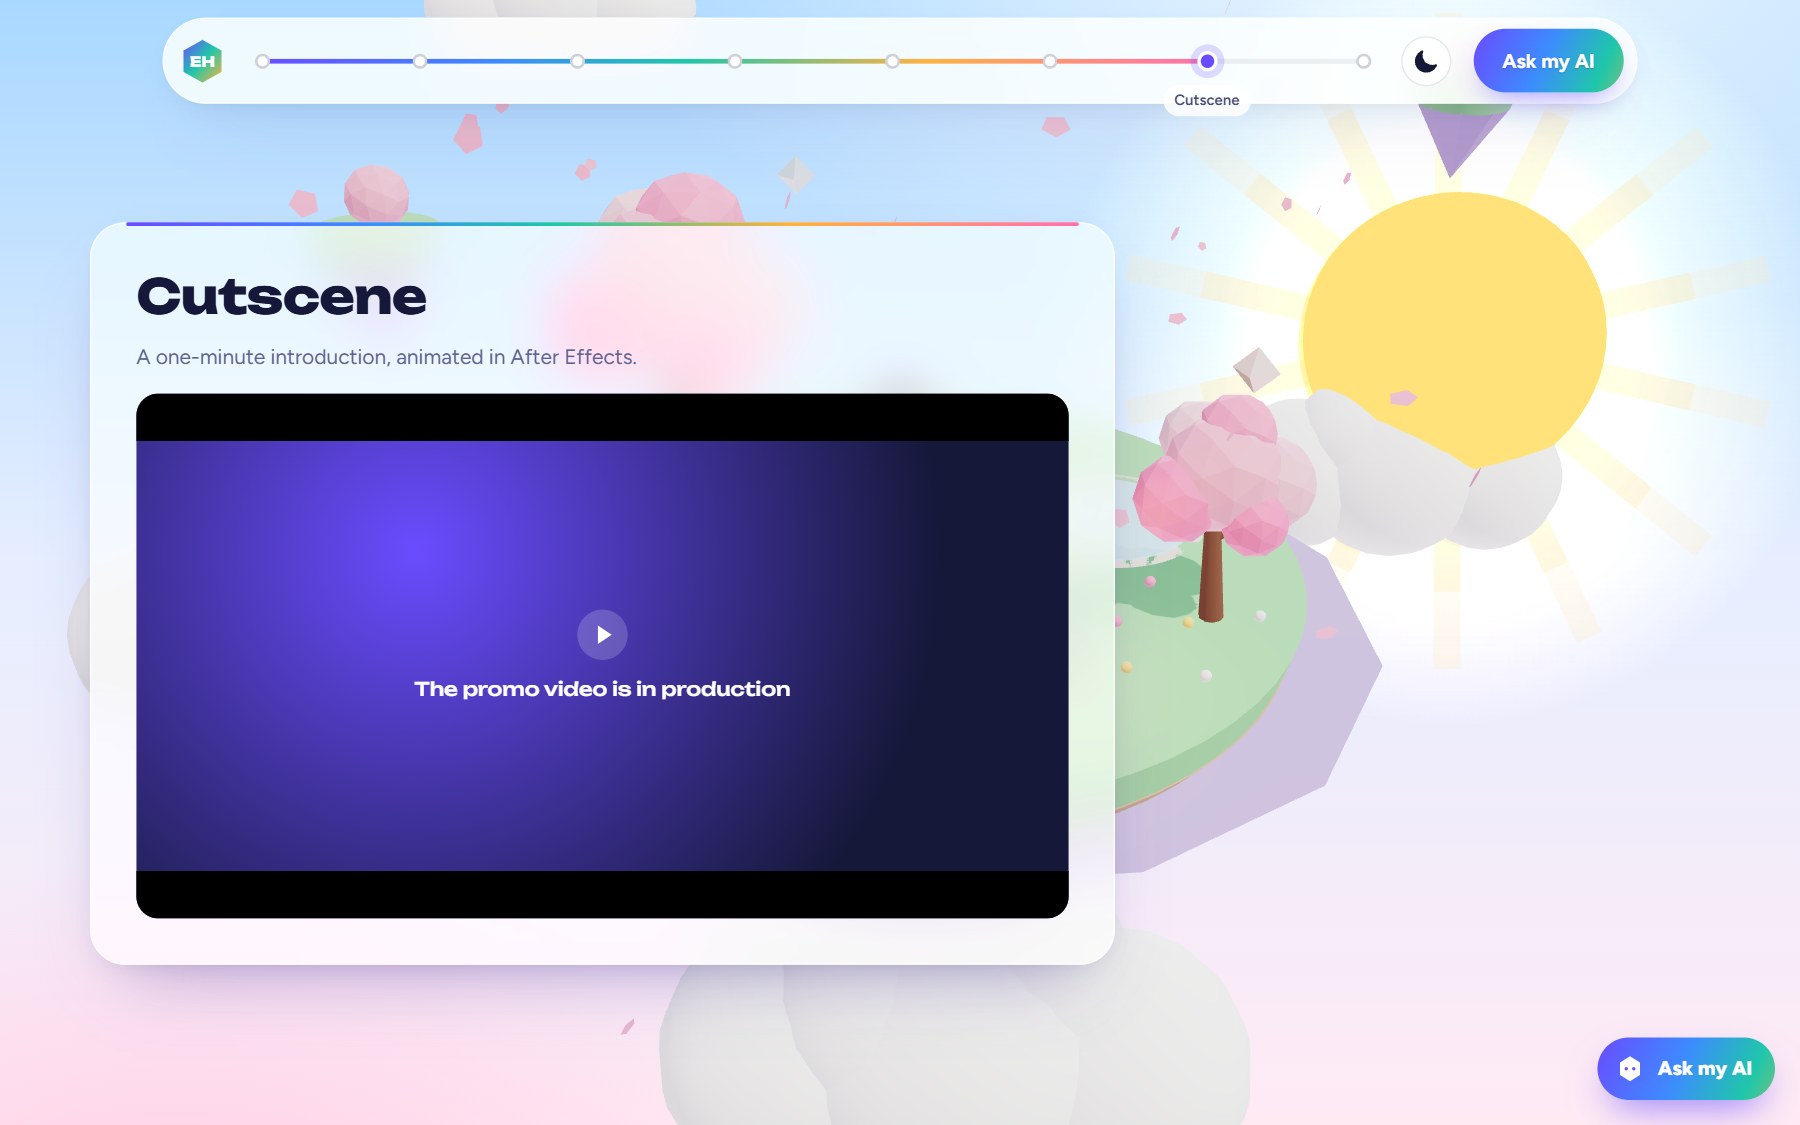 EH
Ask my AI
Cutscene
Cutscene
A one-minute introduction, animated in After Effects.
The promo video is in production
Ask my AI